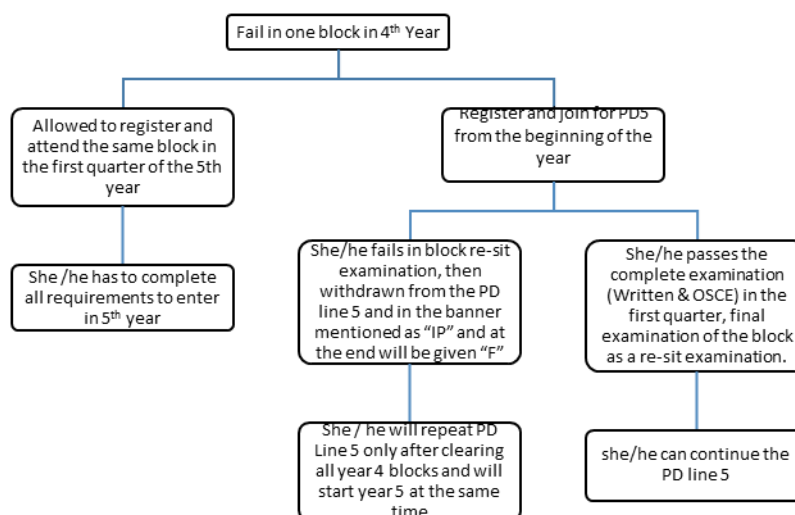 Fail in one block in 4th Year
Allowed to register and
attend the same block in
the first quarter of the 5th
year
Register and join for PD5
from the beginning of the
year
She /he has to complete
all requirements to enter
in 5th year
She/he fails in block re-sit
examination, then
withdrawn from the PD
line 5 and in the banner
mentioned as “IP” and at
the end will be given “F”
She/he passes the
complete examination
(Written & OSCE) in the
first quarter, final
examination of the block
as a re-sit examination.
She / he will repeat PD
Line 5 only after clearing
all year 4 blocks and will
start year 5 at the same
time
she/he can continue the
PD line 5